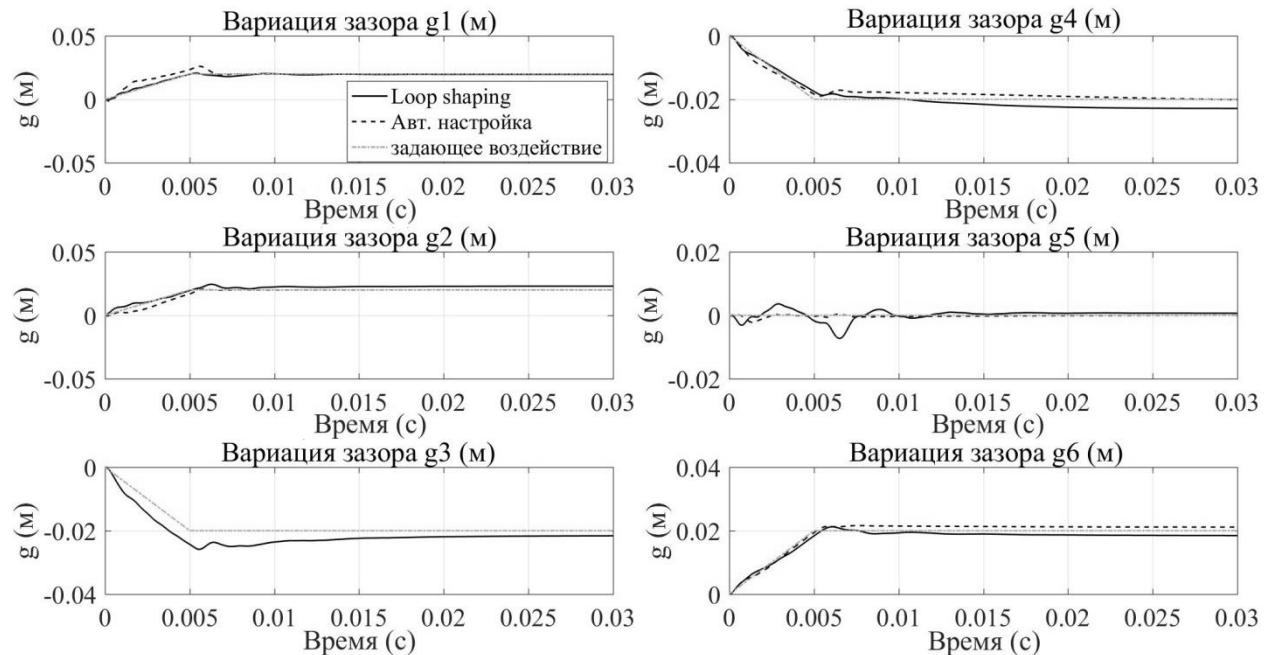 Вариация зазора g1 (м)
0.05
0
-0.05
g (м)
Loop shaping
Авт. настройка
задающее воздействие
0 0.005 0.01 0.015 0.02 0.025 0.03
Время (с)
Вариация зазора g2 (м)
0.05
0
-0.05
g (м)
0 0.005 0.01 0.015 0.02 0.025 0.03
Время (с)
Вариация зазора g3 (м)
0
-0.02
-0.04
g (м)
0 0.005 0.01 0.015 0.02 0.025 0.03
Время (с)
Вариация зазора g4 (м)
0
-0.02
-0.04
g (м)
0 0.005 0.01 0.015 0.02 0.025 0.03
Время (с)
Вариация зазора g5 (м)
0.02
0
-0.02
g (м)
0 0.005 0.01 0.015 0.02 0.025 0.03
Время (с)
Вариация зазора g6 (м)
0.04
0.02
0
g (м)
0 0.005 0.01 0.015 0.02 0.025 0.03
Время (с)